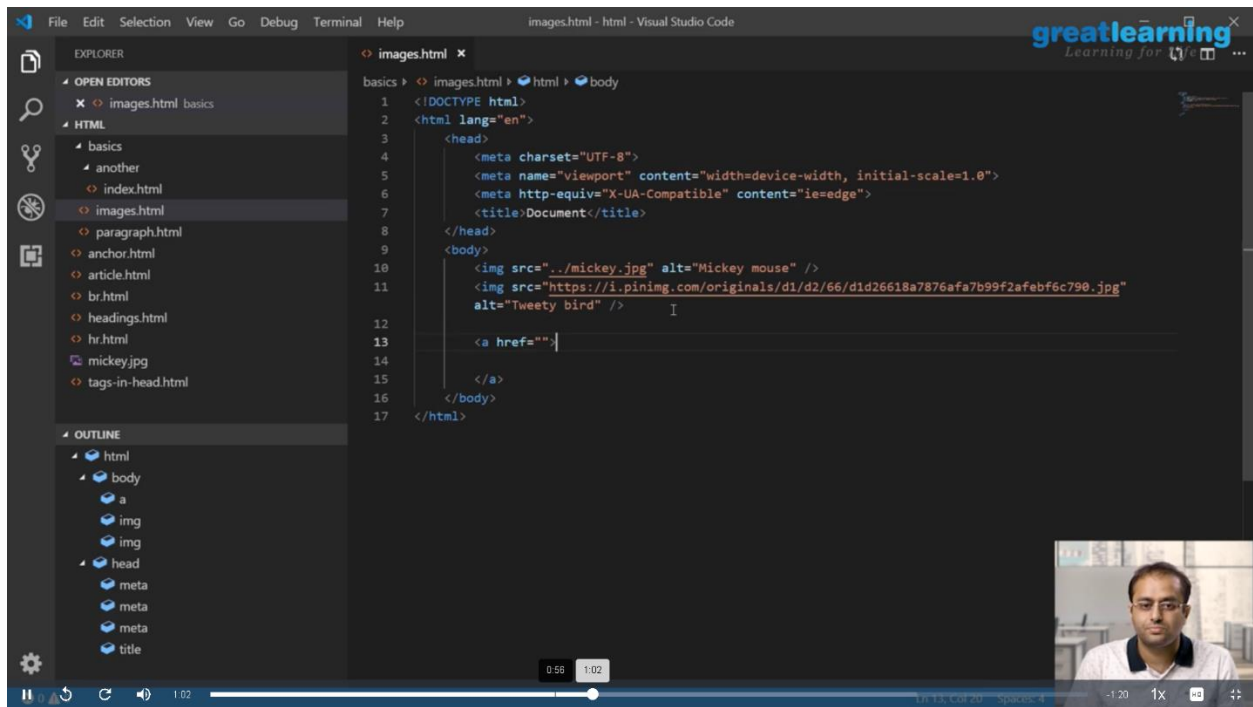 File Edit Selection View Go Debug Terminal Help images.html - html - Visual Studio Code
greatlearning
Learning for life
EXPLORER
images.html
OPEN EDITORS
images.html basics
HTML
basics
another
index.html
images.html
paragraph.html
anchor.html
article.html
br.html
headings.html
hr.html
mickey.jpg
tags-in-head.html
OUTLINE
html
body
a
img
img
head
meta
meta
meta
title
basics images.html html body
1 <!DOCTYPE html>
2 <html lang="en">
3 <head>
4 <meta charset="UTF-8">
5 <meta name="viewport" content="width=device-width, initial-scale=1.0">
6 <meta http-equiv="X-UA-Compatible" content="ie=edge">
7 <title>Document</title>
8 </head>
9 <body>
10 <img src="../mickey.jpg" alt="Mickey mouse" />
11 <img src="https://i.pinimg.com/originals/d1/d2/66/d1d26618a7876afa7b99f2afebf6c790.jpg"
alt="Tweety bird" />
12
13 <a href="">
14
15 </a>
16 </body>
17 </html>
0:56 1:02
1:02
-1:20 1x HQ
Ln 13, Col 20 Spaces: 4